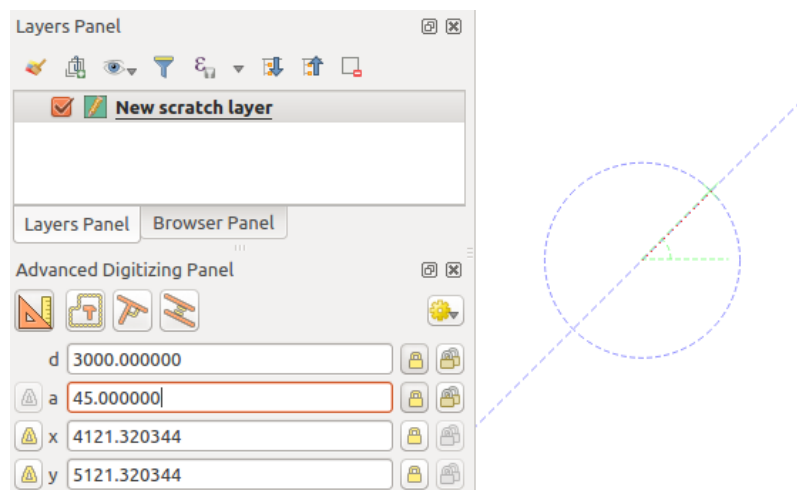 Layers Panel
New scratch layer
Layers Panel Browser Panel
Advanced Digitizing Panel
d 3000.000000
a 45.000000
x 4121.320344
y 5121.320344